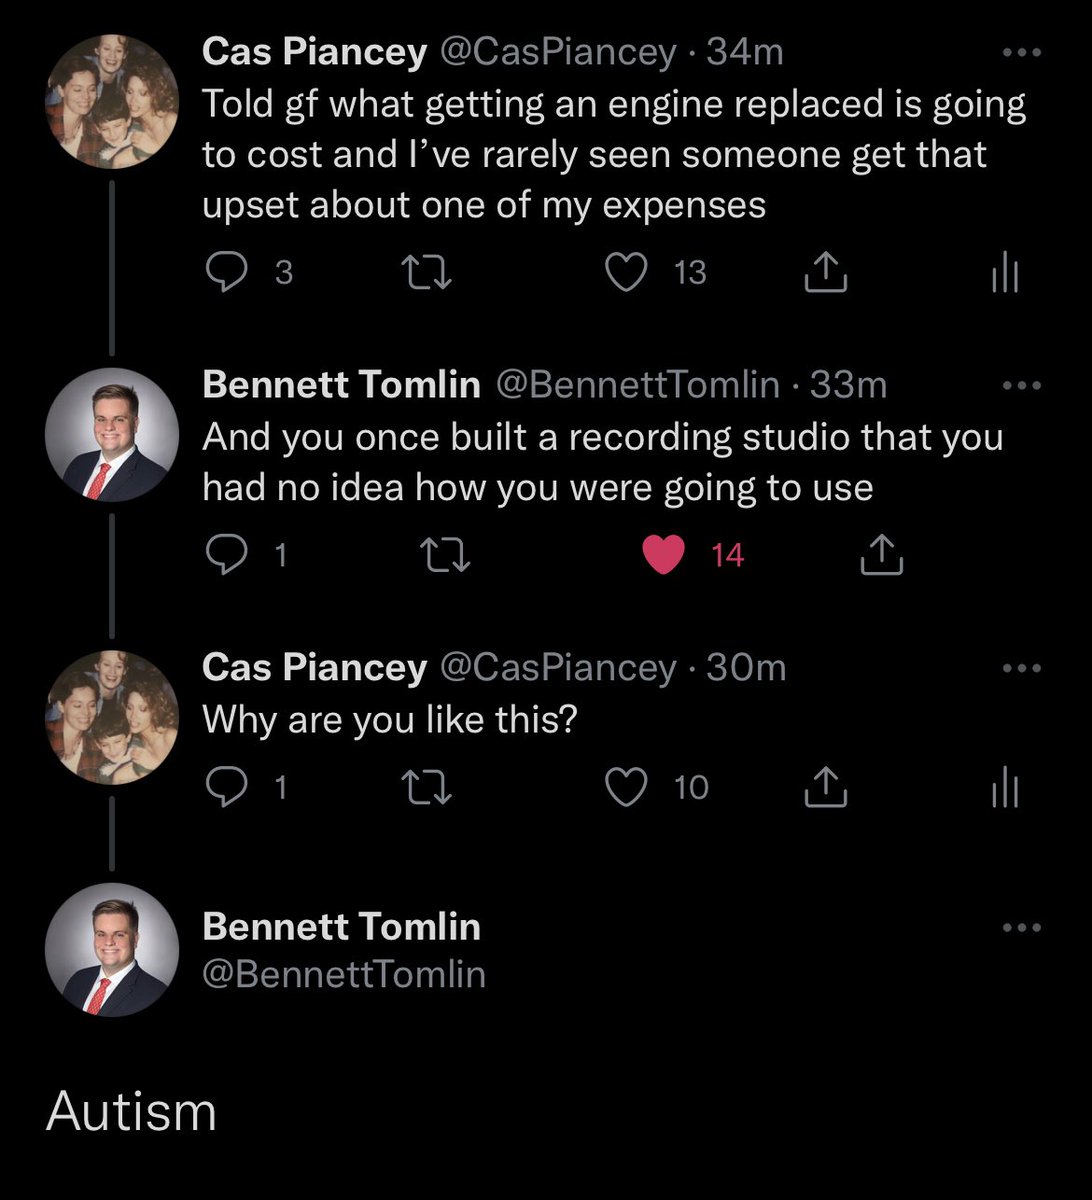 Cas Piancey @CasPiancey · 34m
Told gf what getting an engine replaced is going
to cost and I’ve rarely seen someone get that
upset about one of my expenses
3 13
Bennett Tomlin @BennettTomlin · 33m
And you once built a recording studio that you
had no idea how you were going to use
1 14
Cas Piancey @CasPiancey · 30m
Why are you like this?
1 10
Bennett Tomlin
@BennettTomlin
Autism